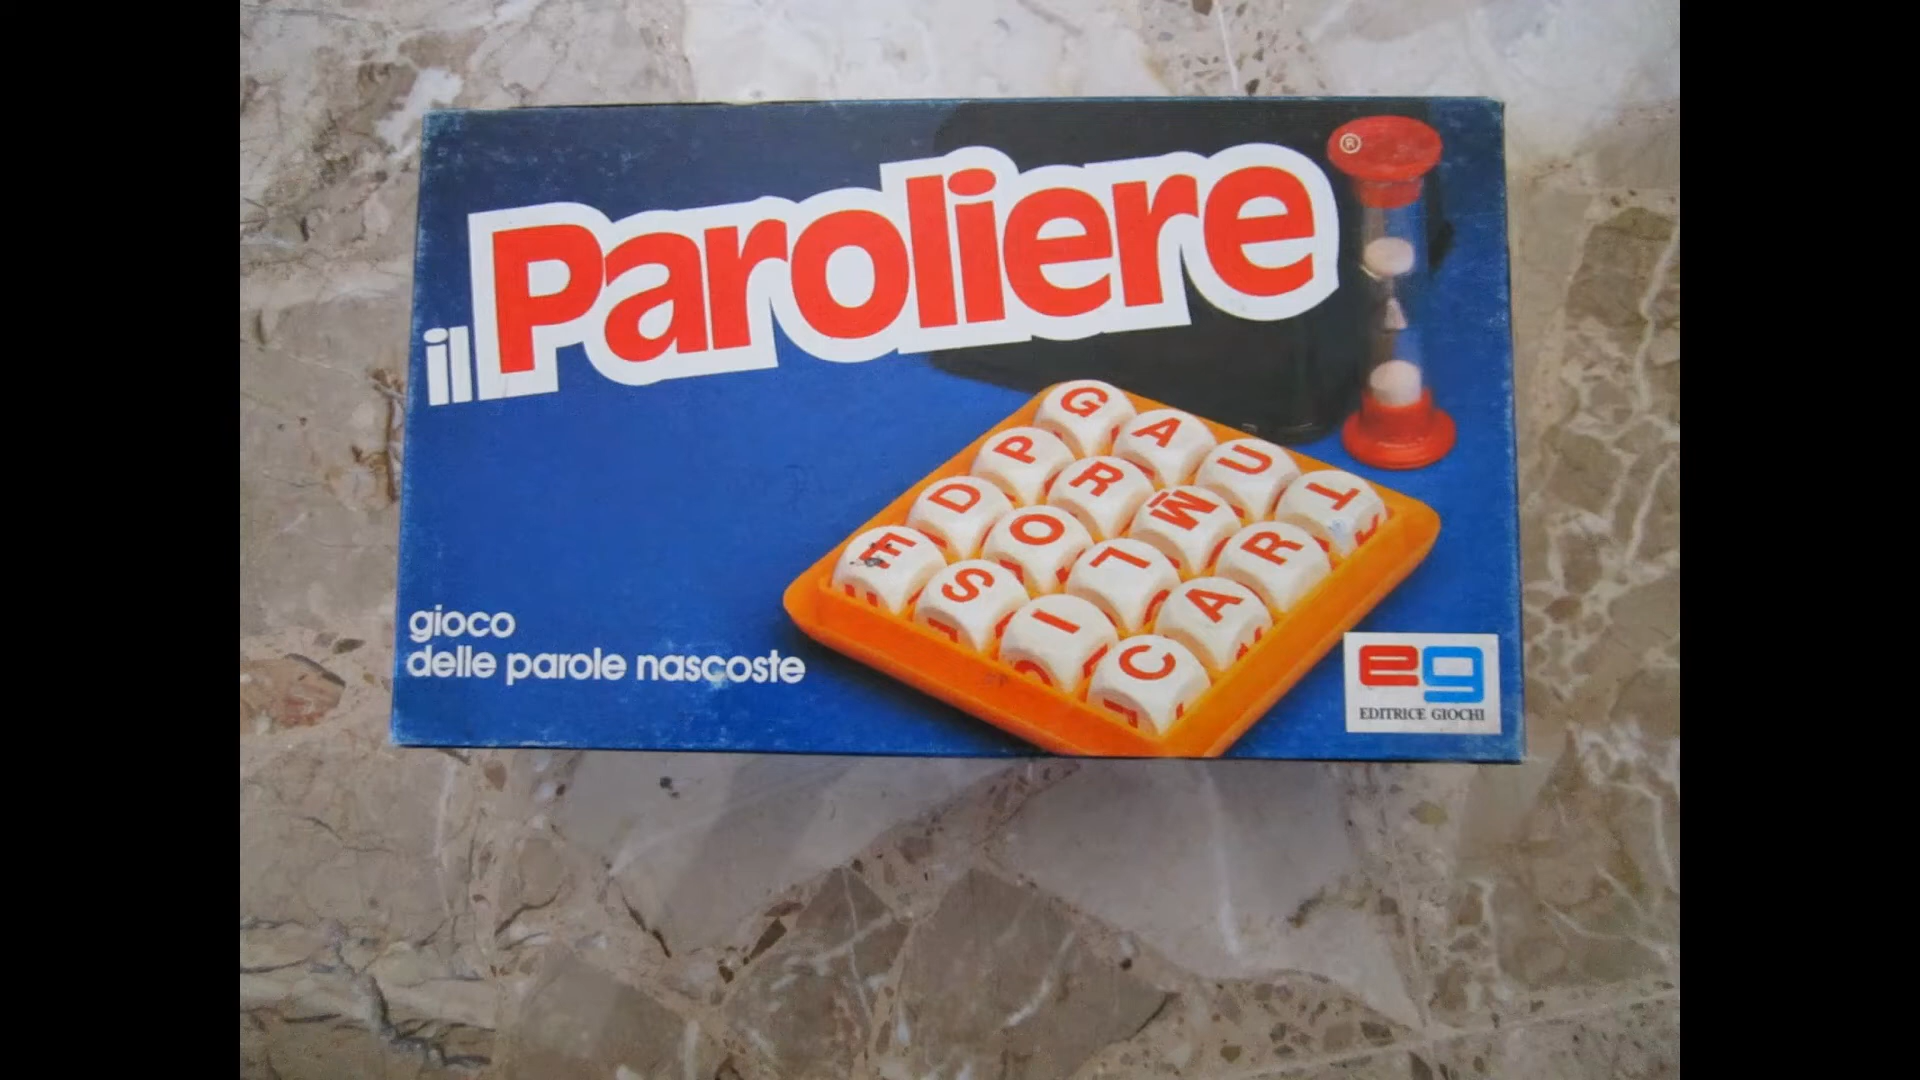 il Paroliere
®
G A U T
P R M R
D O L A
E S I C
gioco
delle parole nascoste
eg
EDITRICE GIOCHI